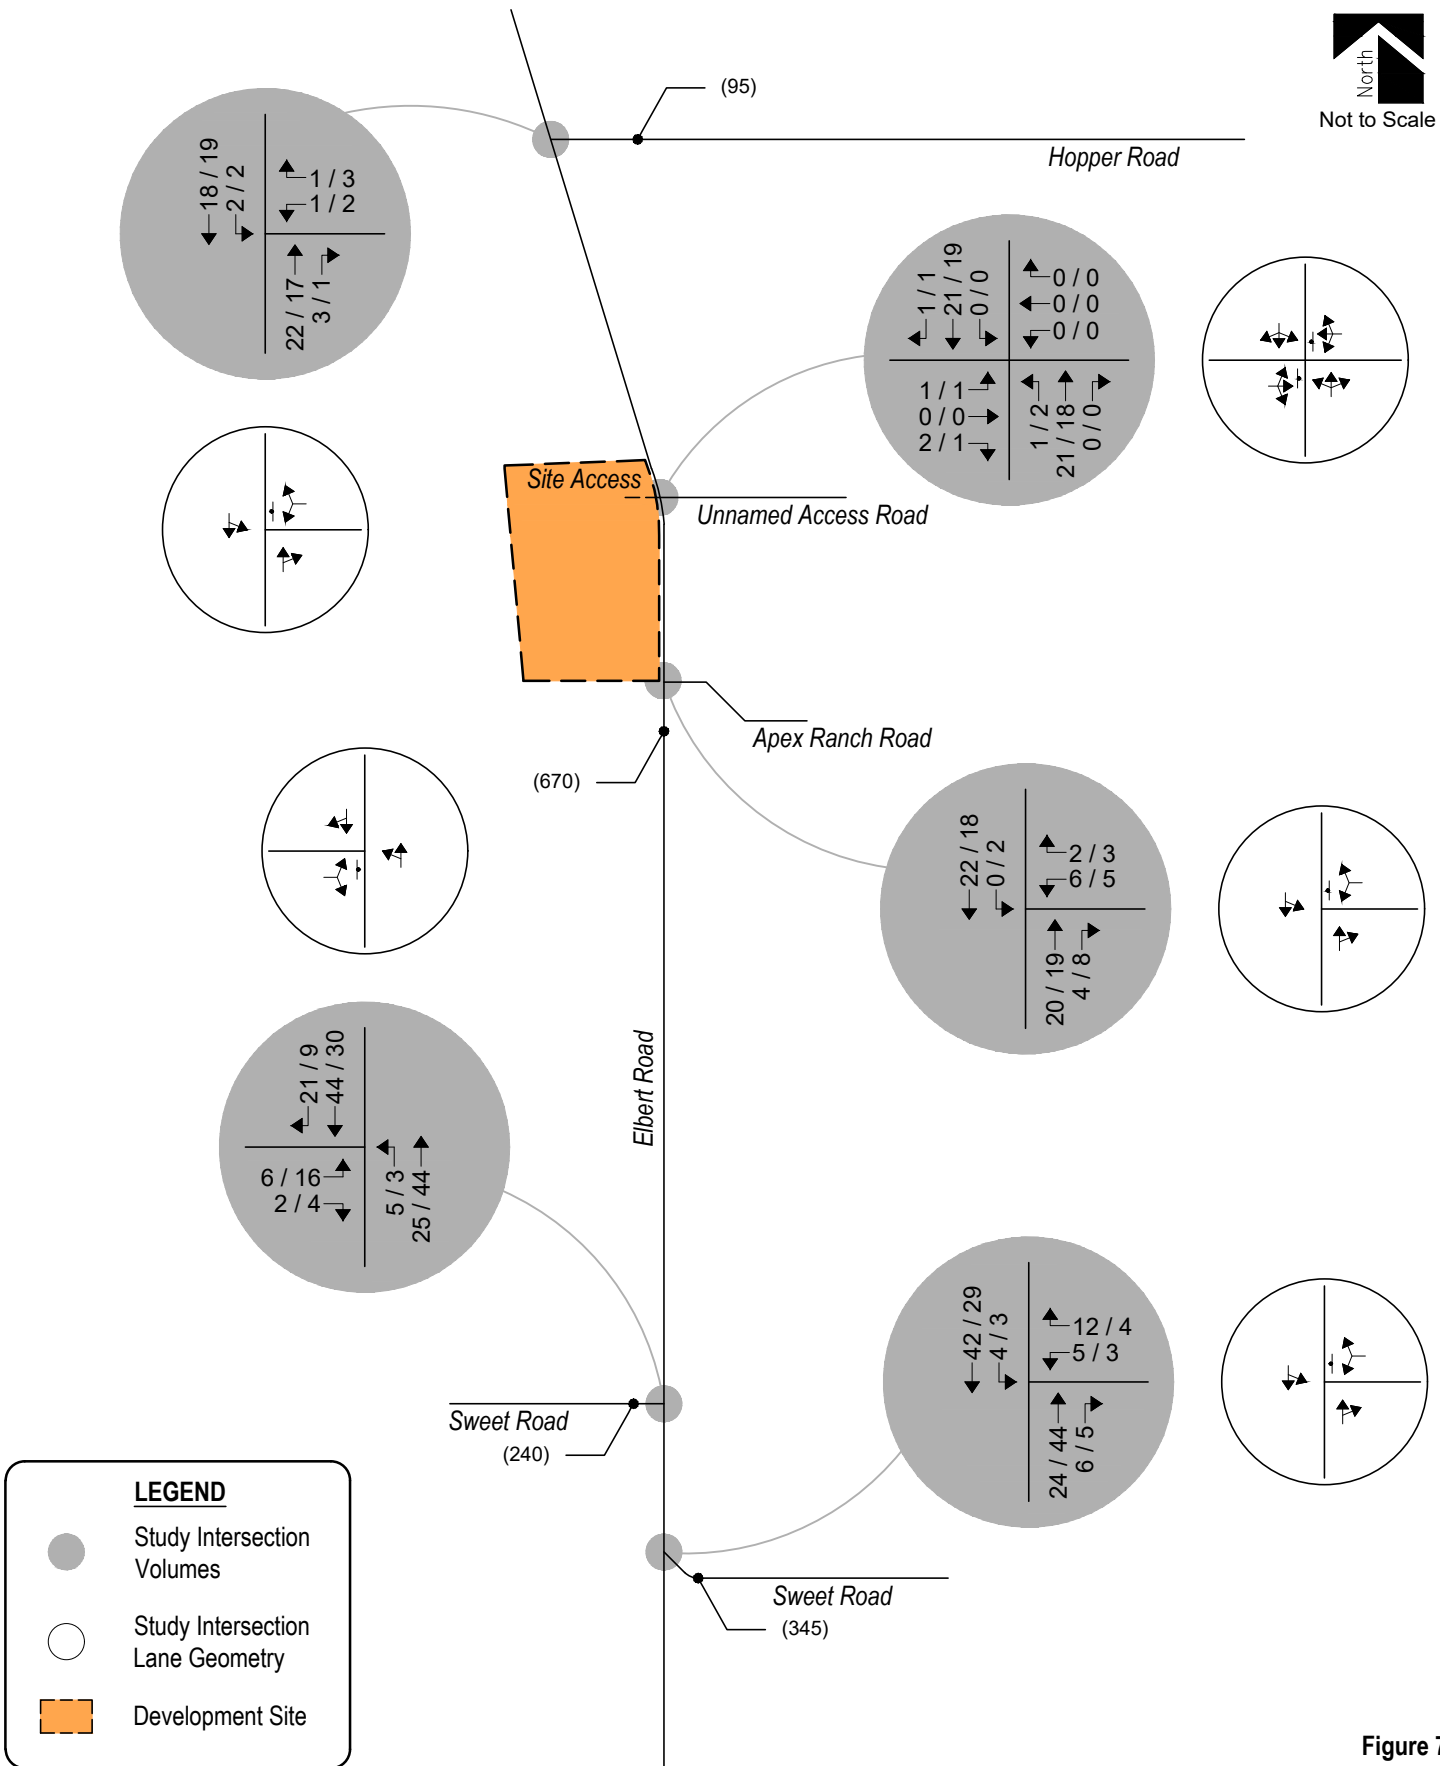 North
Not to Scale
(95)
Hopper Road
18 / 19
2 / 2
1 / 3
1 / 2
22 / 17
3 / 1
1 / 1
21 / 19
0 / 0
0 / 0
0 / 0
0 / 0
1 / 1
0 / 0
2 / 1
1 / 2
21 / 18
0 / 0
Site Access
Unnamed Access Road
Apex Ranch Road
(670)
22 / 18
0 / 2
2 / 3
6 / 5
20 / 19
4 / 8
Elbert Road
21 / 9
44 / 30
6 / 16
2 / 4
5 / 3
25 / 44
42 / 29
4 / 3
12 / 4
5 / 3
24 / 44
6 / 5
Sweet Road
(240)
Sweet Road
(345)
LEGEND
Study Intersection
Volumes
Study Intersection
Lane Geometry
Development Site
Figure 7